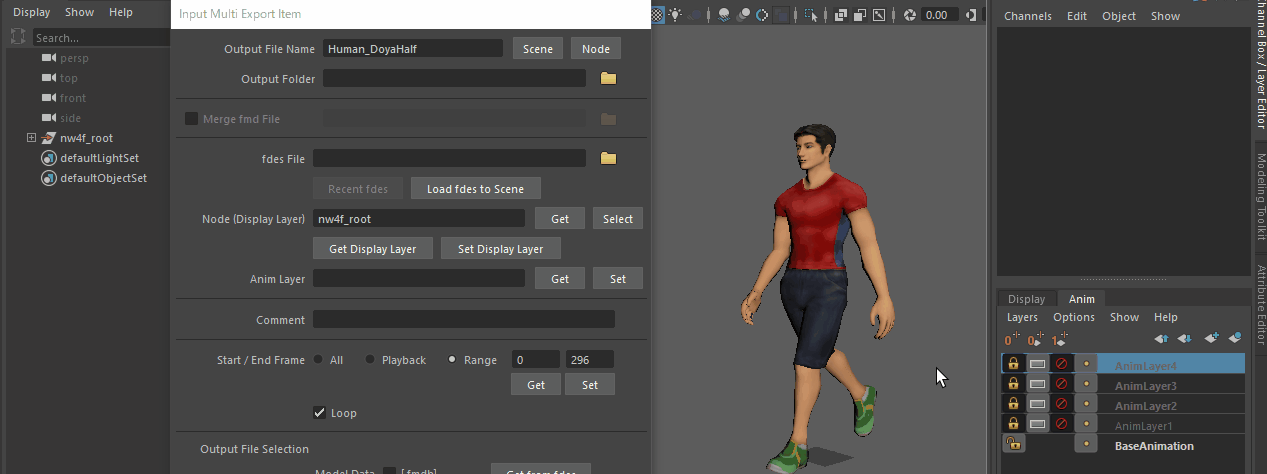 Display Show
Search...
persp
top
front
side
nw4f_root
defaultLightSet
defaultObjectSet
Input Multi Export Item
Output File Name Human_DoyaHalf Scene Node
Output Folder
Merge fmd File
fdes File
Recent fdes Load fdes to Scene
Node (Display Layer) nw4f_root Get Select
Get Display Layer Set Display Layer
Anim Layer Get Set
Comment
Start / End Frame All Playback Range 0 296
Get Set
Loop
Output File Selection
Model Data [.fmdb] Get from fdes
0.00
Channels Edit Object Show
Channel Box / Layer Editor
Modeling Toolkit
Attribute Editor
Display Anim
Layers Options Show Help
0 0 1
AnimLayer4
AnimLayer3
AnimLayer2
AnimLayer1
BaseAnimation